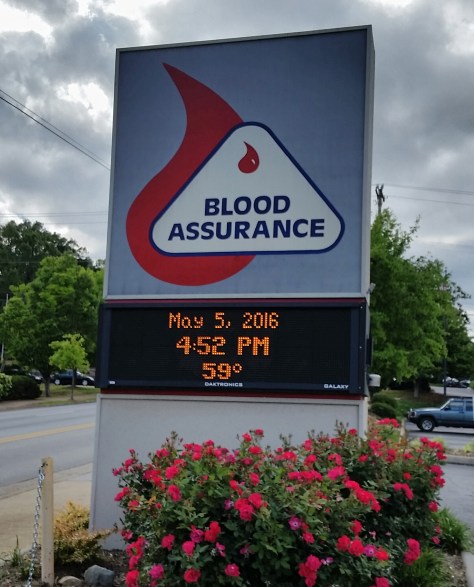 BLOOD
ASSURANCE
May 5, 2016
4:52 PM
59°
DAKTRONICS GALAXY